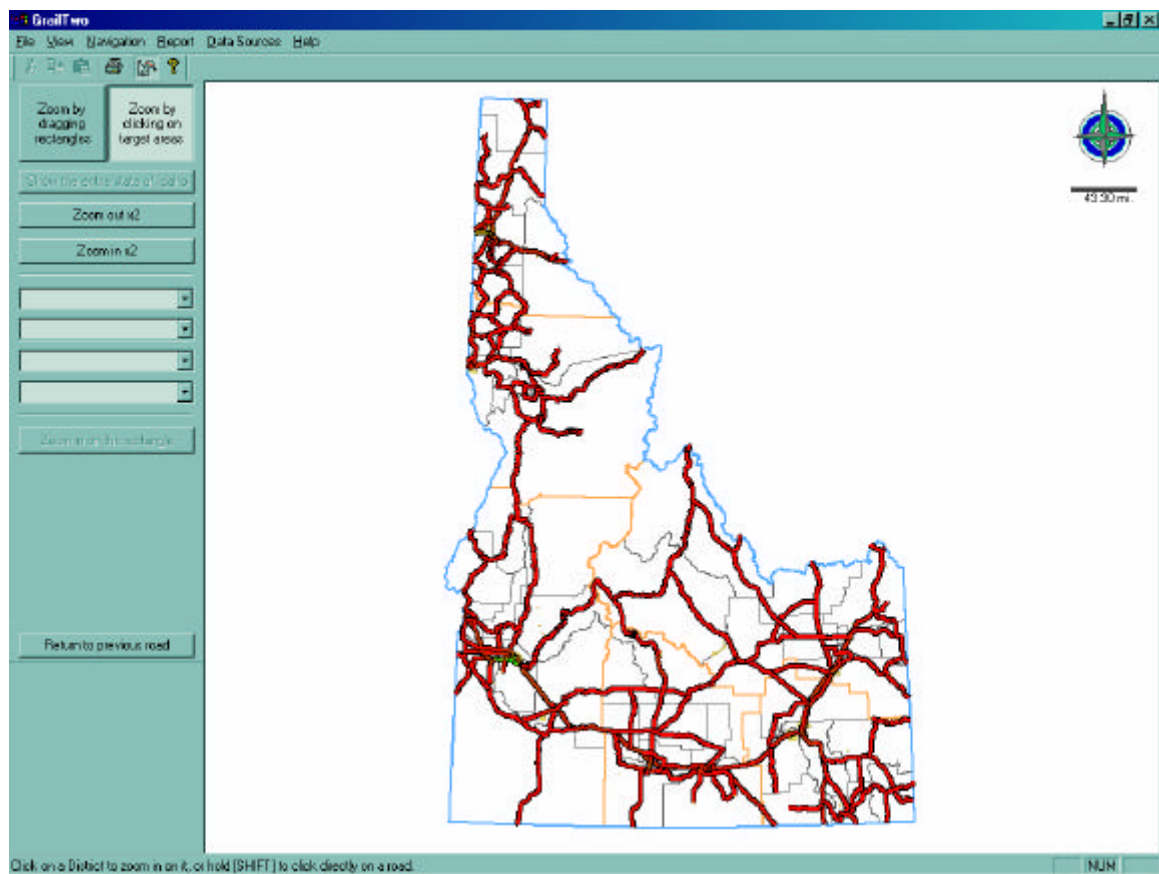 GrailTwo
File View Navigation Report Data Sources Help
Zoom by
dragging
rectangles
Zoom by
clicking on
target areas
Show the entire state of Idaho
Zoom out x2
Zoom in x2
43.30 mi.
Return to previous road
Click on a District to zoom in on it, or hold [SHIFT] to click directly on a road.
NUM